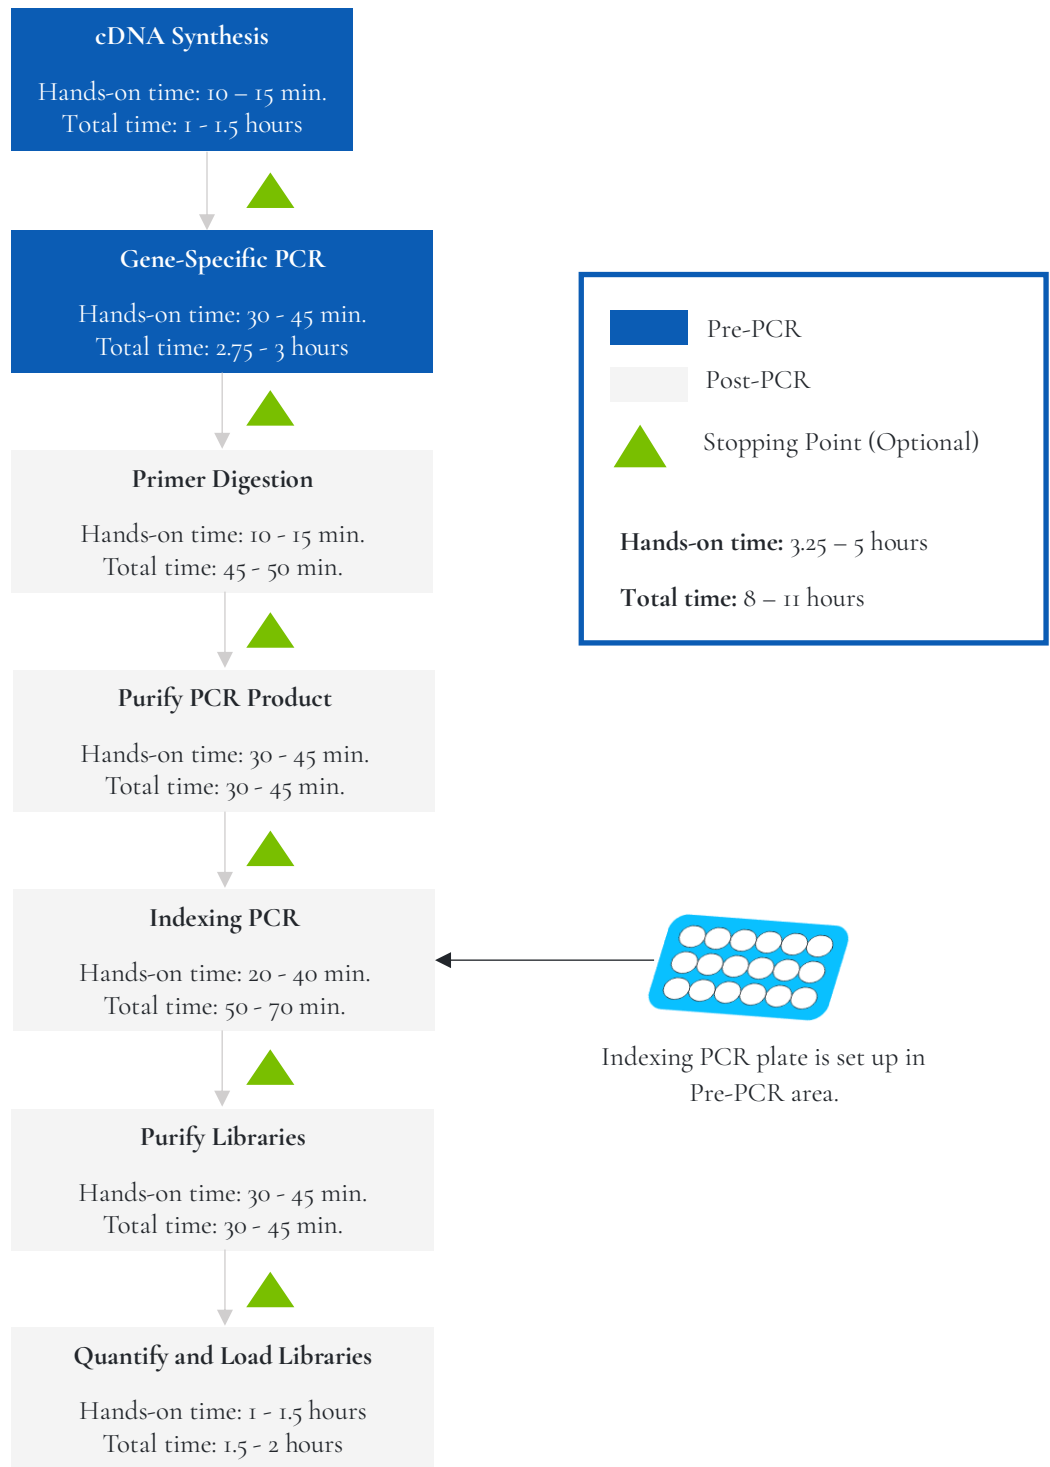 cDNA Synthesis
Hands-on time: 10 – 15 min.
Total time: 1 - 1.5 hours
Gene-Specific PCR
Hands-on time: 30 - 45 min.
Total time: 2.75 - 3 hours
Primer Digestion
Hands-on time: 10 - 15 min.
Total time: 45 - 50 min.
Purify PCR Product
Hands-on time: 30 - 45 min.
Total time: 30 - 45 min.
Indexing PCR
Hands-on time: 20 - 40 min.
Total time: 50 - 70 min.
Purify Libraries
Hands-on time: 30 - 45 min.
Total time: 30 - 45 min.
Quantify and Load Libraries
Hands-on time: 1 - 1.5 hours
Total time: 1.5 - 2 hours
Pre-PCR
Post-PCR
Stopping Point (Optional)
Hands-on time: 3.25 – 5 hours
Total time: 8 – 11 hours
Indexing PCR plate is set up in
Pre-PCR area.